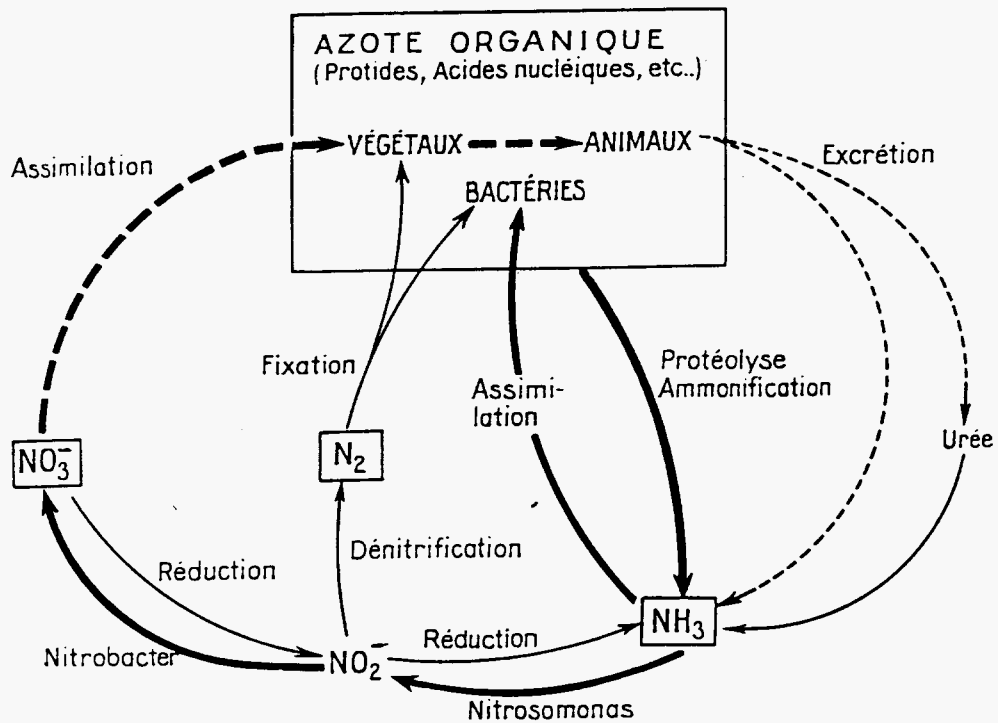 AZOTE ORGANIQUE
(Protides, Acides nucléiques, etc..)
VÉGÉTAUX
ANIMAUX
BACTÉRIES
Assimilation
Excrétion
Fixation
Assimi-
lation
Protéolyse
Ammonification
Urée
NO₃⁻
N₂
Dénitrification
Réduction
NH₃
Réduction
Nitrobacter
NO₂⁻
Nitrosomonas